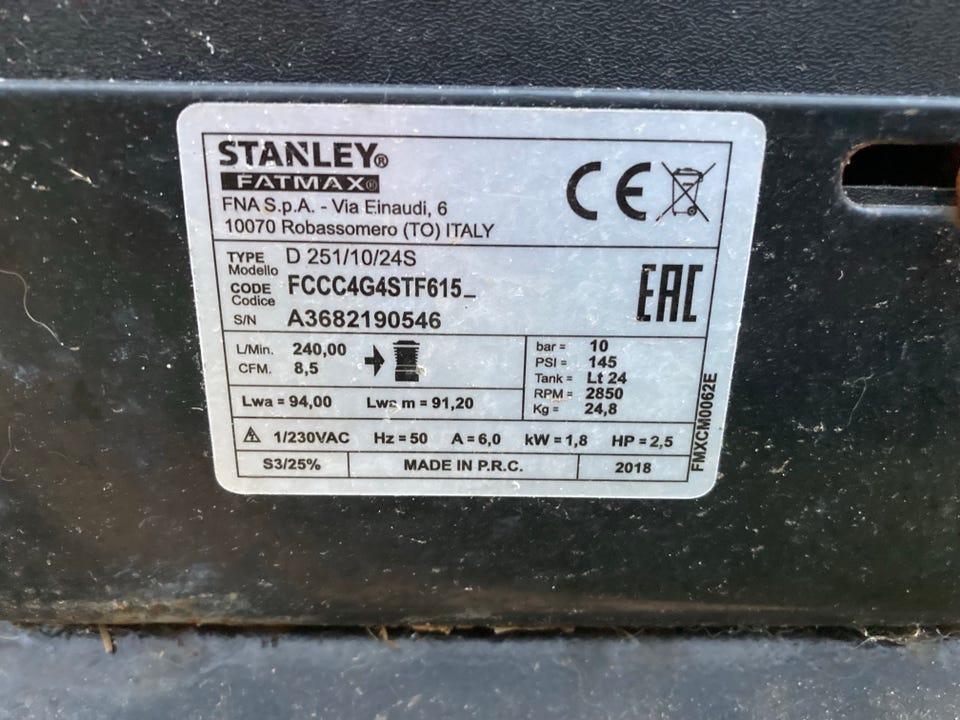 STANLEY®
FATMAX®
FNA S.p.A. - Via Einaudi, 6
10070 Robassomero (TO) ITALY
CE
TYPE D 251/10/24S
Modello
CODE FCCC4G4STF615_
Codice
S/N A3682190546
EAC
L/Min. 240,00
CFM. 8,5
bar = 10
PSI = 145
Tank = Lt 24
RPM = 2850
Kg = 24,8
Lwa = 94,00 Lwa m = 91,20
1/230VAC Hz = 50 A = 6,0 kW = 1,8 HP = 2,5
S3/25% MADE IN P.R.C. 2018
FMXCM0062E